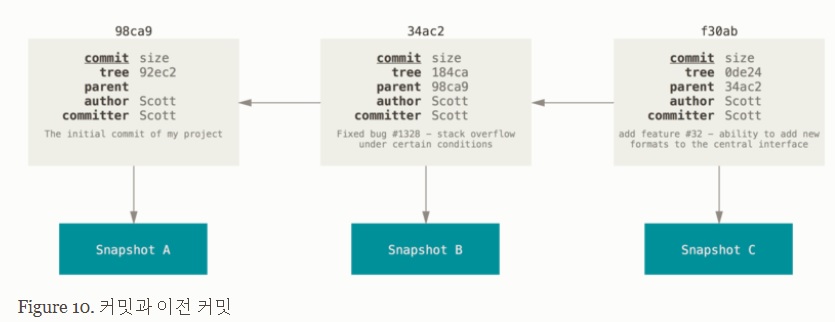 98ca9
commit size
tree 92ec2
parent
author Scott
committer Scott
The initial commit of my project
Snapshot A
34ac2
commit size
tree 184ca
parent 98ca9
author Scott
committer Scott
Fixed bug #1328 – stack overflow
under certain conditions
Snapshot B
f30ab
commit size
tree 0de24
parent 34ac2
author Scott
committer Scott
add feature #32 – ability to add new
formats to the central interface
Snapshot C
Figure 10. 커밋과 이전 커밋